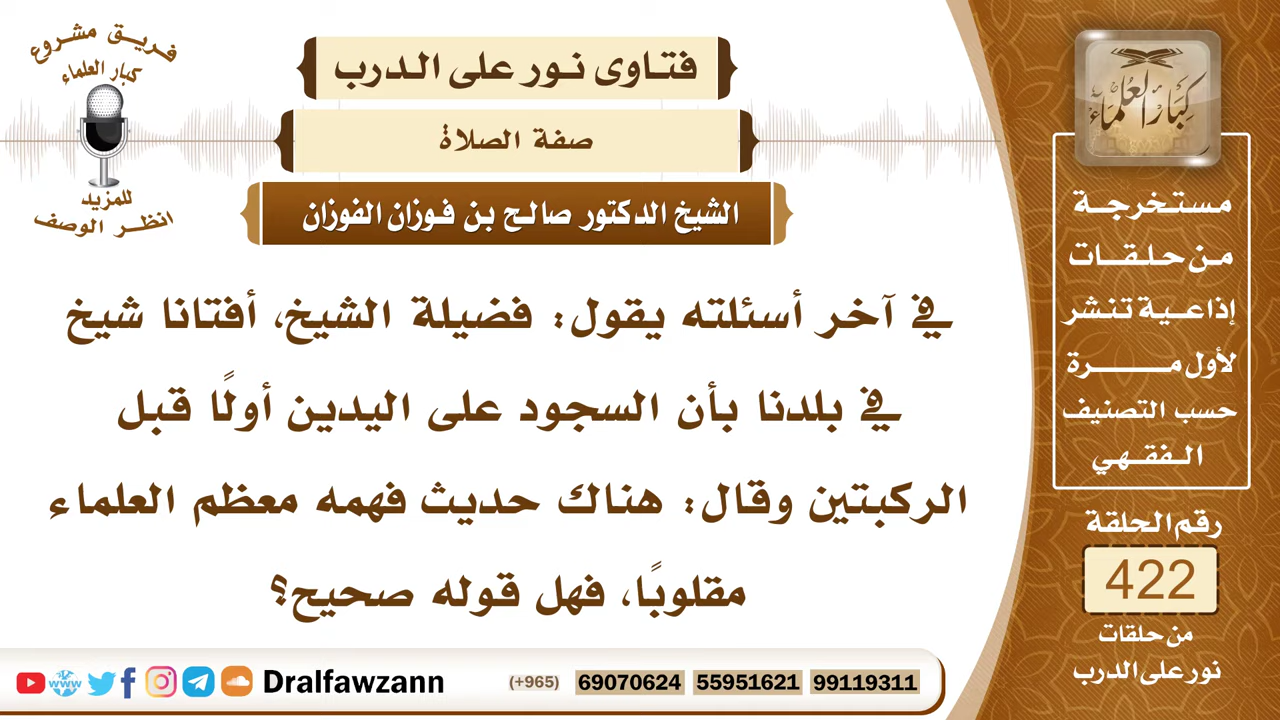 فريق مشروع
كبار العلماء
للمزيد
انظر الوصف
فتاوى نور على الدرب
صفة الصلاة
الشيخ الدكتور صالح بن فوزان الفوزان
في آخر أسئلته يقول: فضيلة الشيخ، أفتانا شيخ
في بلدنا بأن السجود على اليدين أولًا قبل
الركبتين وقال: هناك حديث فهمه معظم العلماء
مقلوبًا، فهل قوله صحيح؟
كبار العلماء
مستخرجة
من حلقات
إذاعية تنشر
لأول مرة
حسب التصنيف
الفقهي
رقم الحلقة
422
من حلقات
نور على الدرب
www Dralfawzann (+965) 69070624 55951621 99119311